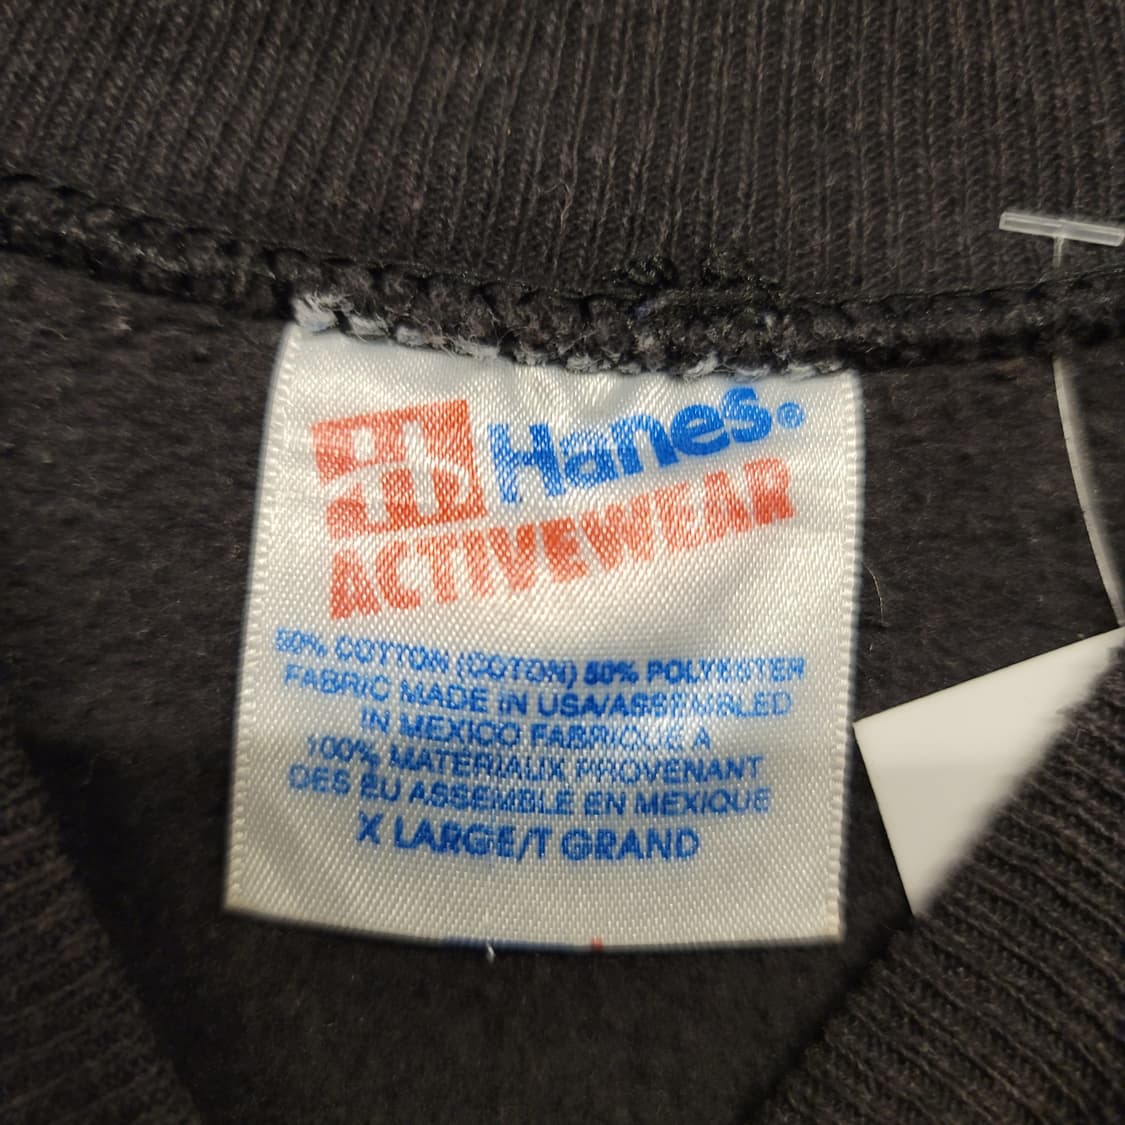 Hanes®
ACTIVEWEAR
50% COTTON (COTON) 50% POLYESTER
FABRIC MADE IN USA/ASSEMBLED
IN MEXICO FABRIQUE A
100% MATERIAUX PROVENANT
DES EU ASSEMBLE EN MEXIQUE
X LARGE/T GRAND